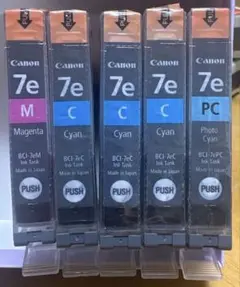 Canon
7e
M
Magenta
BCI-7eM
Ink Tank
Made in Japan
PUSH
Canon
7e
C
Cyan
BCI-7eC
Ink Tank
Made in Japan
PUSH
Canon
7e
C
Cyan
BCI-7eC
Ink Tank
Made in Japan
PUSH
Canon
7e
C
Cyan
BCI-7eC
Ink Tank
Made in Japan
PUSH
Canon
7e
PC
Photo
Cyan
BCI-7ePC
Ink Tank
Made in Japan
PUSH